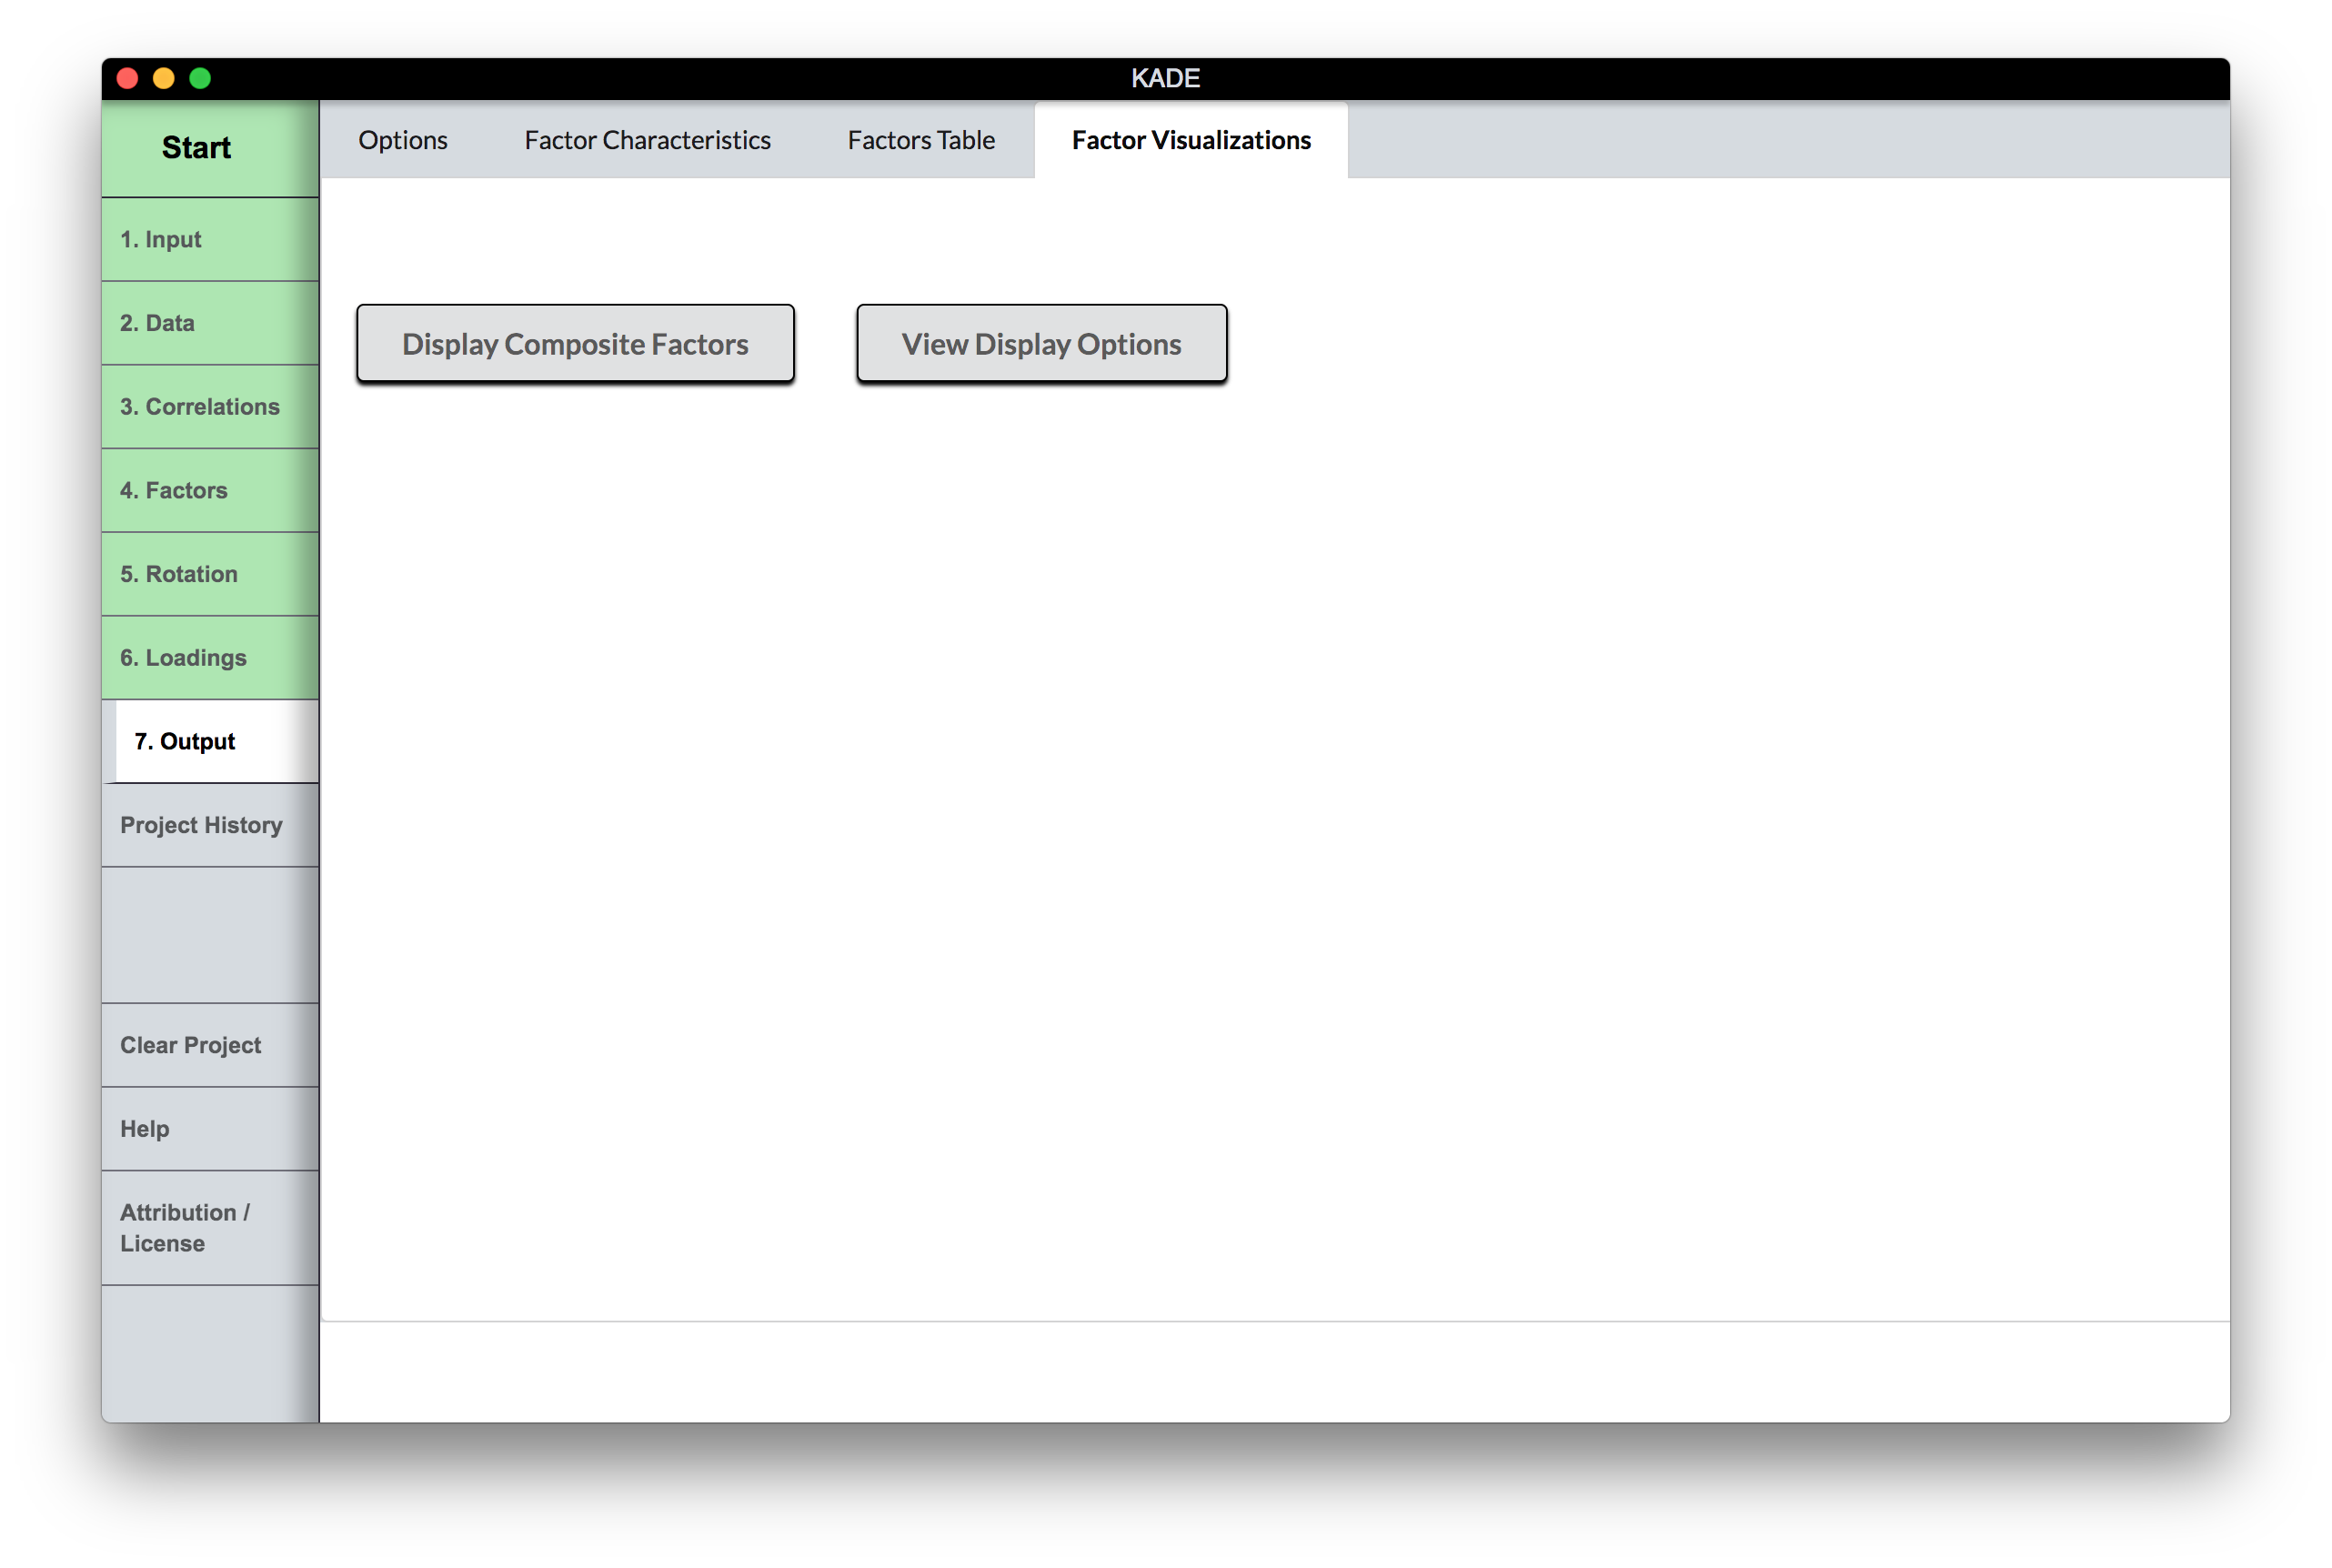 KADE
Start
Options
Factor Characteristics
Factors Table
Factor Visualizations
1. Input
2. Data
3. Correlations
4. Factors
5. Rotation
6. Loadings
7. Output
Project History
Clear Project
Help
Attribution /
License
Display Composite Factors
View Display Options